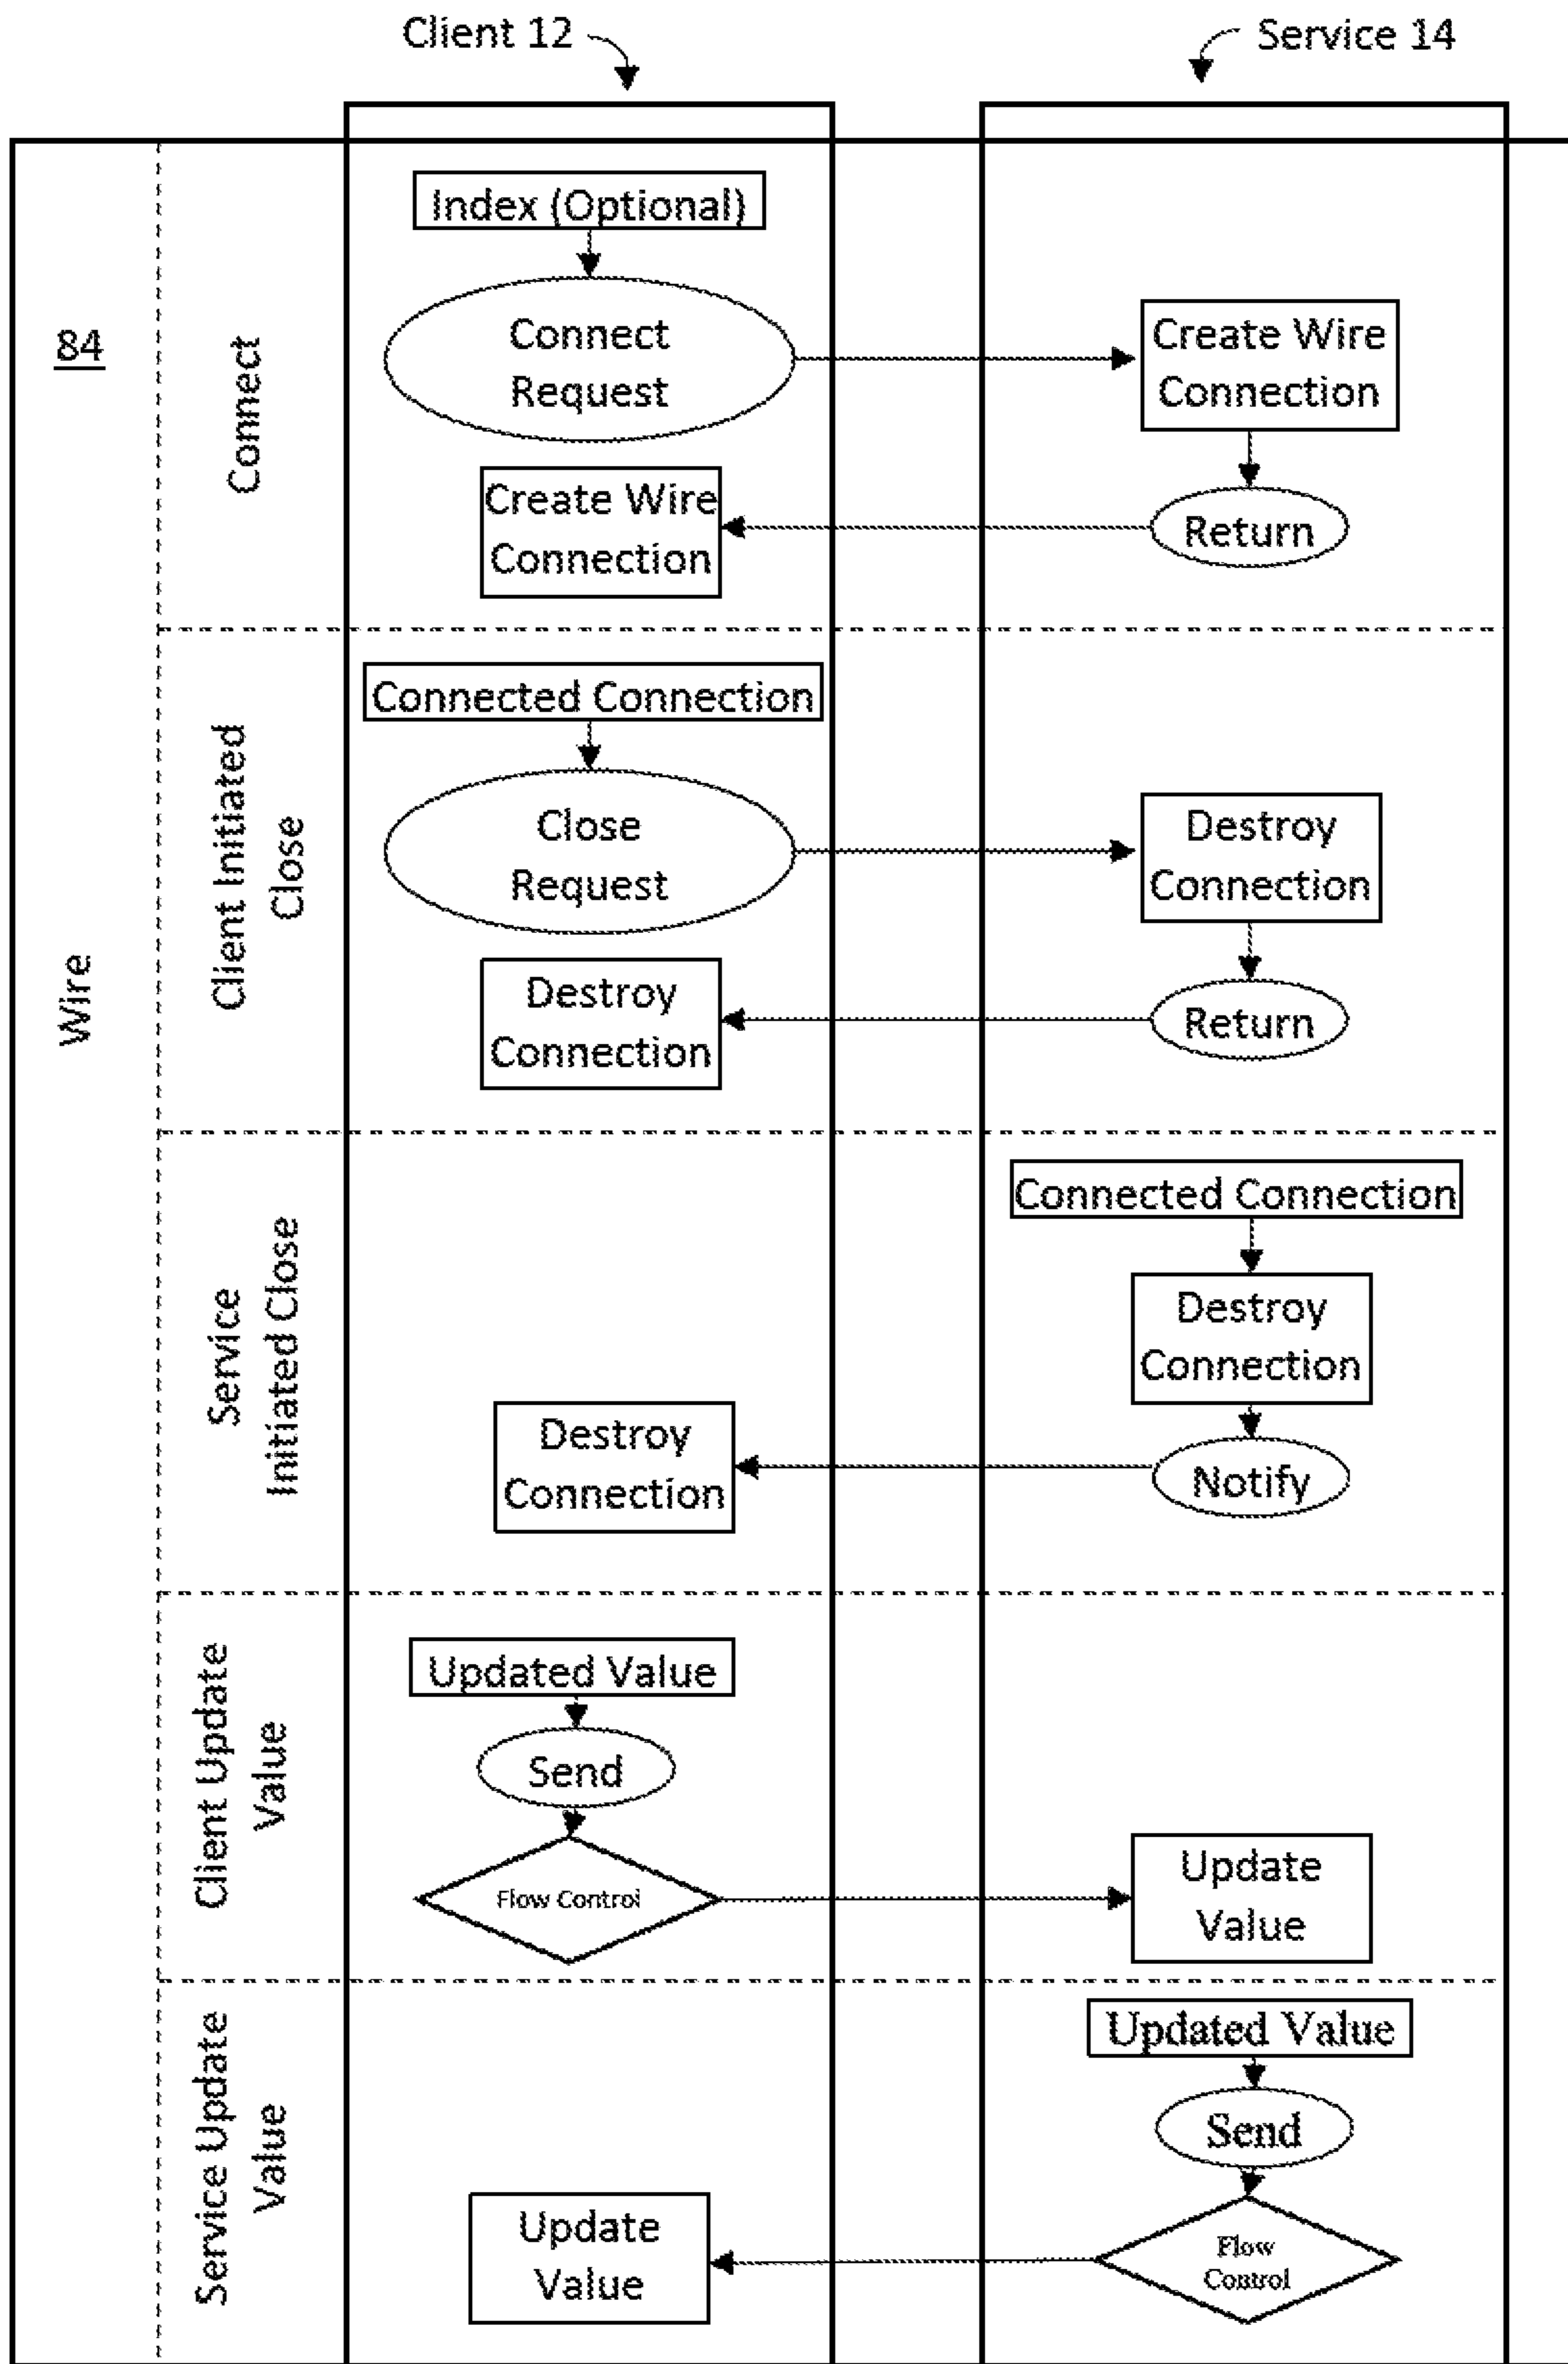 Client 12
Service 14
84
Wire
Connect
Index (Optional)
Connect
Request
Create Wire
Connection
Return
Create Wire
Connection
Client Initiated
Close
Connected Connection
Close
Request
Destroy
Connection
Return
Destroy
Connection
Service
Initiated Close
Connected Connection
Destroy
Connection
Notify
Destroy
Connection
Client Update
Value
Updated Value
Send
Flow Control
Update
Value
Service Update
Value
Updated Value
Send
Flow
Control
Update
Value